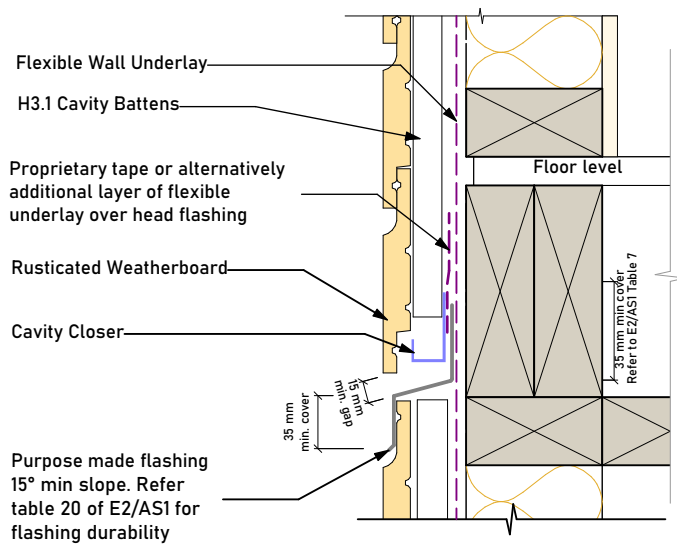 Flexible Wall Underlay
H3.1 Cavity Battens
Proprietary tape or alternatively
additional layer of flexible
underlay over head flashing
Rusticated Weatherboard
Cavity Closer
Purpose made flashing
15° min slope. Refer
table 20 of E2/AS1 for
flashing durability
35 mm
min. cover
15 mm
min. gap
Floor level
35 mm min cover
Refer to E2/AS1 Table 7